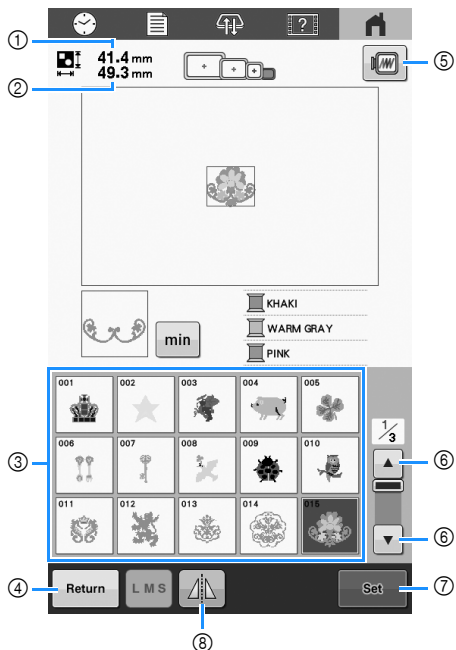 ①
41.4 mm
②
49.3 mm
?
⑤
KHAKI
WARM GRAY
min
PINK
001 002 003 004 005
1/3
③
006 007 008 009 010
⑥
011 012 013 014 015
⑥
④ Return L M S Set ⑦
⑧